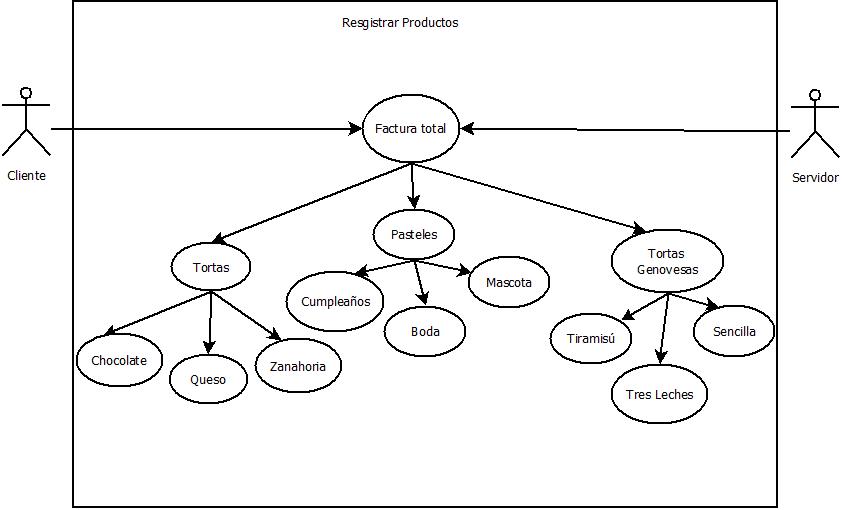 Resgistrar Productos
Factura total
Cliente
Servidor
Pasteles
Tortas
Tortas
Genovesas
Cumpleaños
Mascota
Boda
Tiramisú
Sencilla
Chocolate
Queso
Zanahoria
Tres Leches